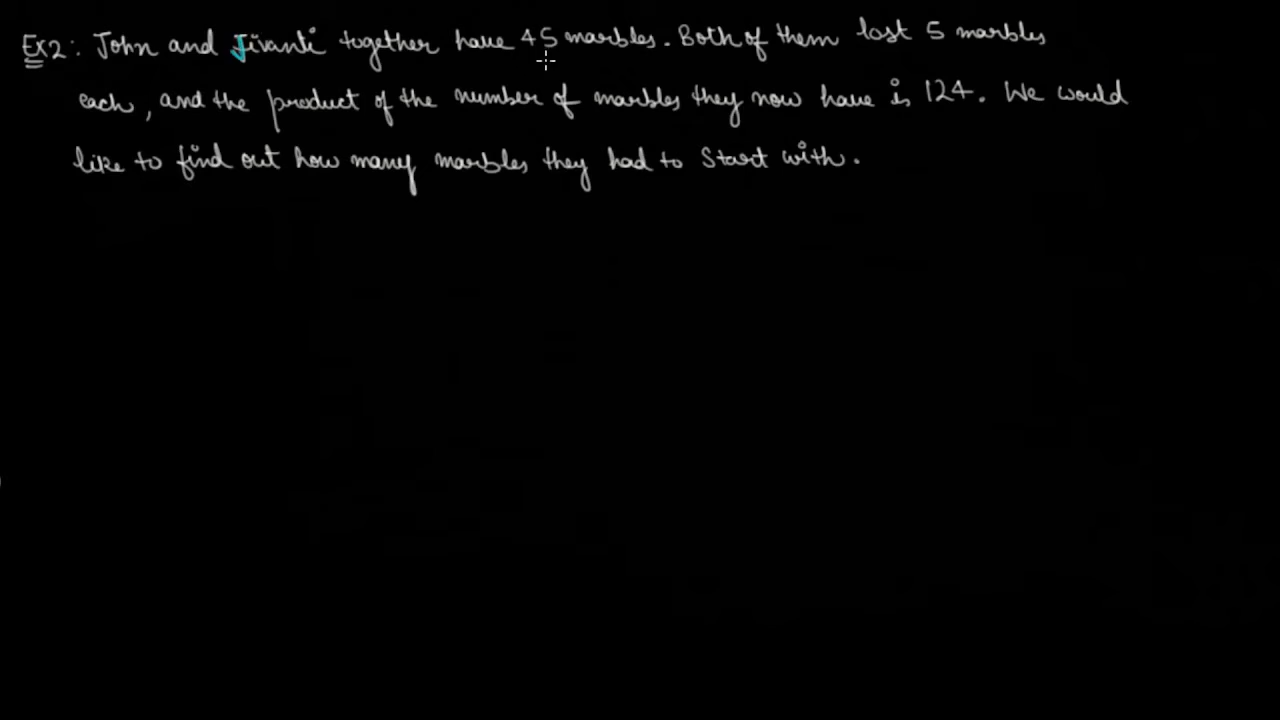 Ex2: John and Jivanti together have 45 marbles. Both of them lost 5 marbles
each, and the product of the number of marbles they now have is 124. We would
like to find out how many marbles they had to start with.